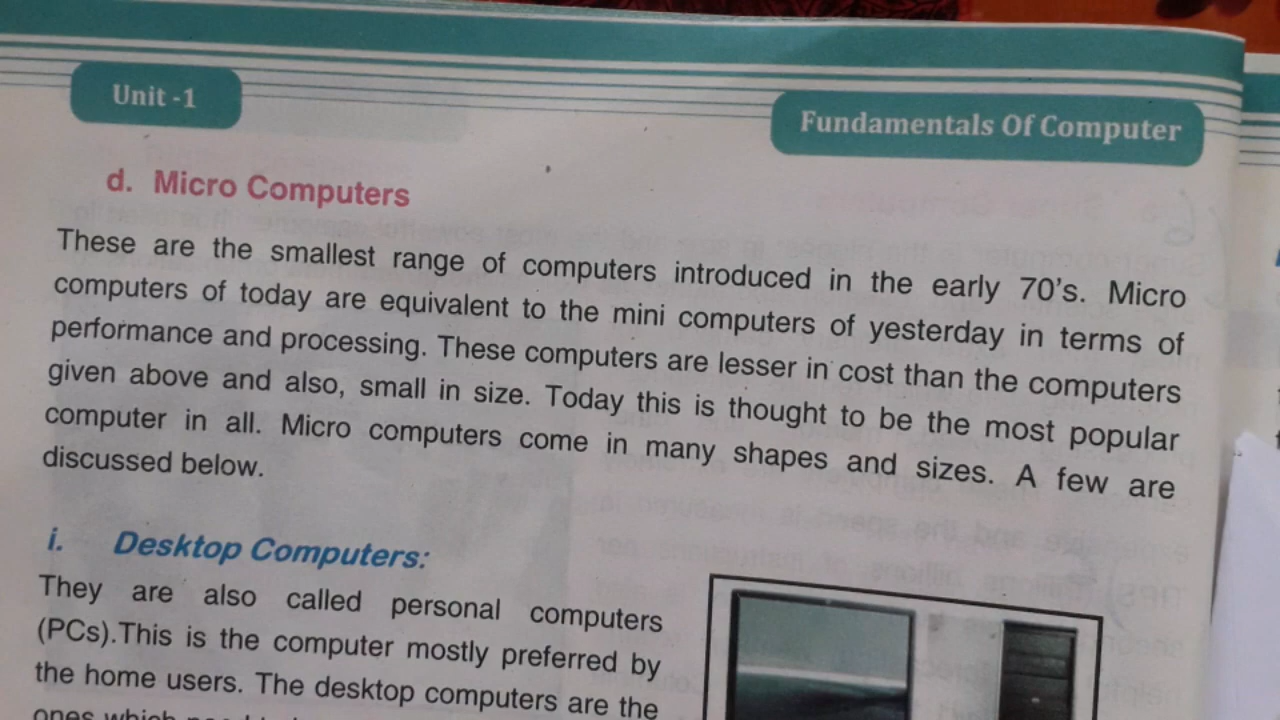 Unit -1
Fundamentals Of Computer
d. Micro Computers
These are the smallest range of computers introduced in the early 70's. Micro
computers of today are equivalent to the mini computers of yesterday in terms of
performance and processing. These computers are lesser in cost than the computers
given above and also, small in size. Today this is thought to be the most popular
computer in all. Micro computers come in many shapes and sizes. A few are
discussed below.
i. Desktop Computers:
They are also called personal computers
(PCs).This is the computer mostly preferred by
the home users. The desktop computers are the
ones which